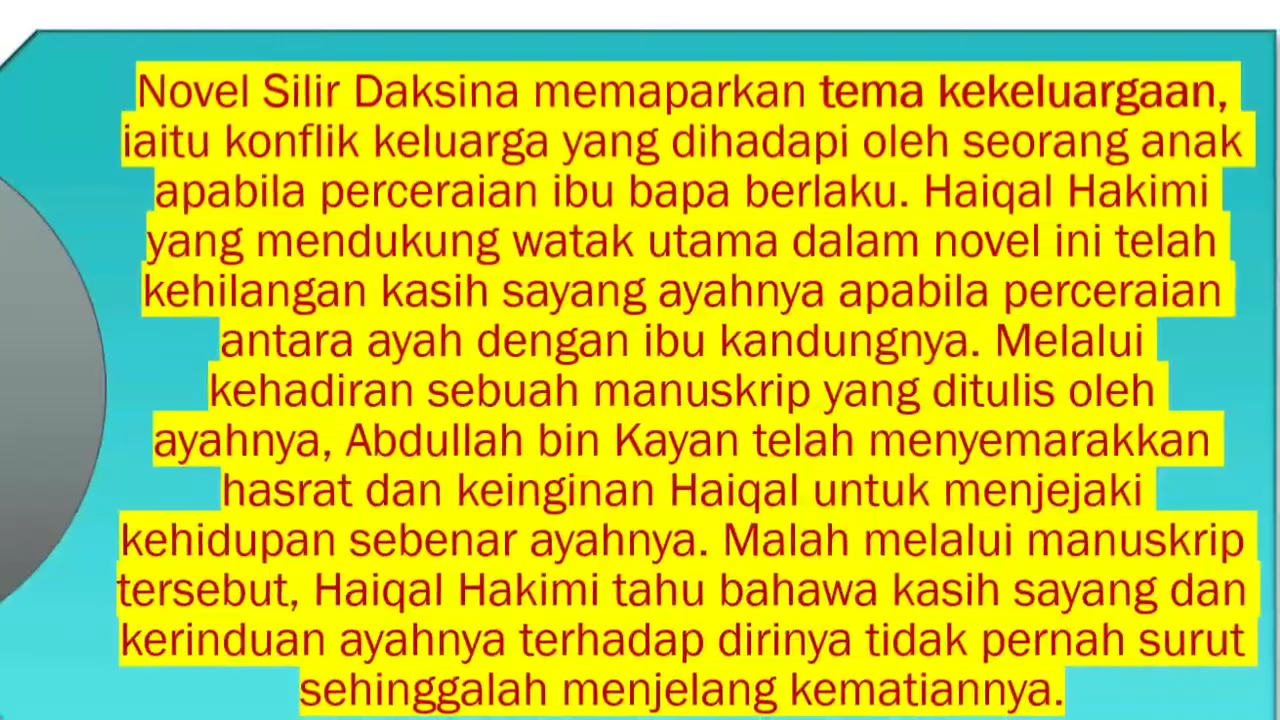 Novel Silir Daksina memaparkan tema kekeluargaan,
iaitu konflik keluarga yang dihadapi oleh seorang anak
apabila perceraian ibu bapa berlaku. Haiqal Hakimi
yang mendukung watak utama dalam novel ini telah
kehilangan kasih sayang ayahnya apabila perceraian
antara ayah dengan ibu kandungnya. Melalui
kehadiran sebuah manuskrip yang ditulis oleh
ayahnya, Abdullah bin Kayan telah menyemarakkan
hasrat dan keinginan Haiqal untuk menjejaki
kehidupan sebenar ayahnya. Malah melalui manuskrip
tersebut, Haiqal Hakimi tahu bahawa kasih sayang dan
kerinduan ayahnya terhadap dirinya tidak pernah surut
sehinggalah menjelang kematiannya.